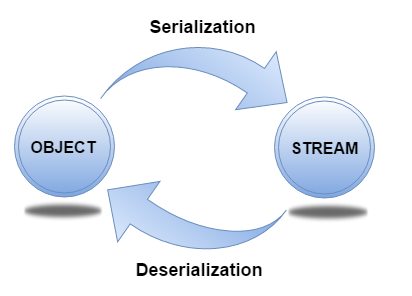 Serialization
OBJECT
STREAM
Deserialization